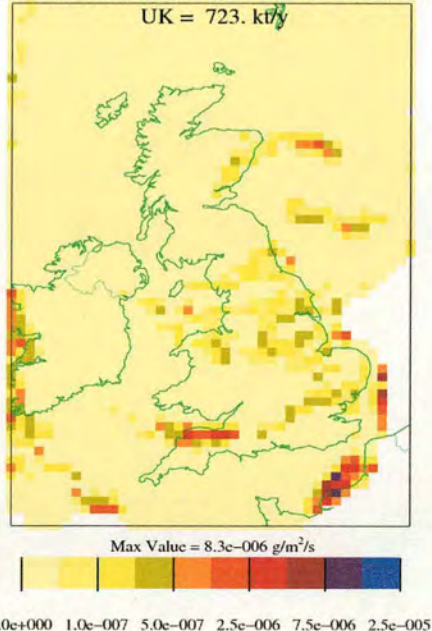 UK = 723. kt/y
Max Value = 8.3e−006 g/m²/s
.0e+000 1.0e−007 5.0e−007 2.5e−006 7.5e−006 2.5e−005